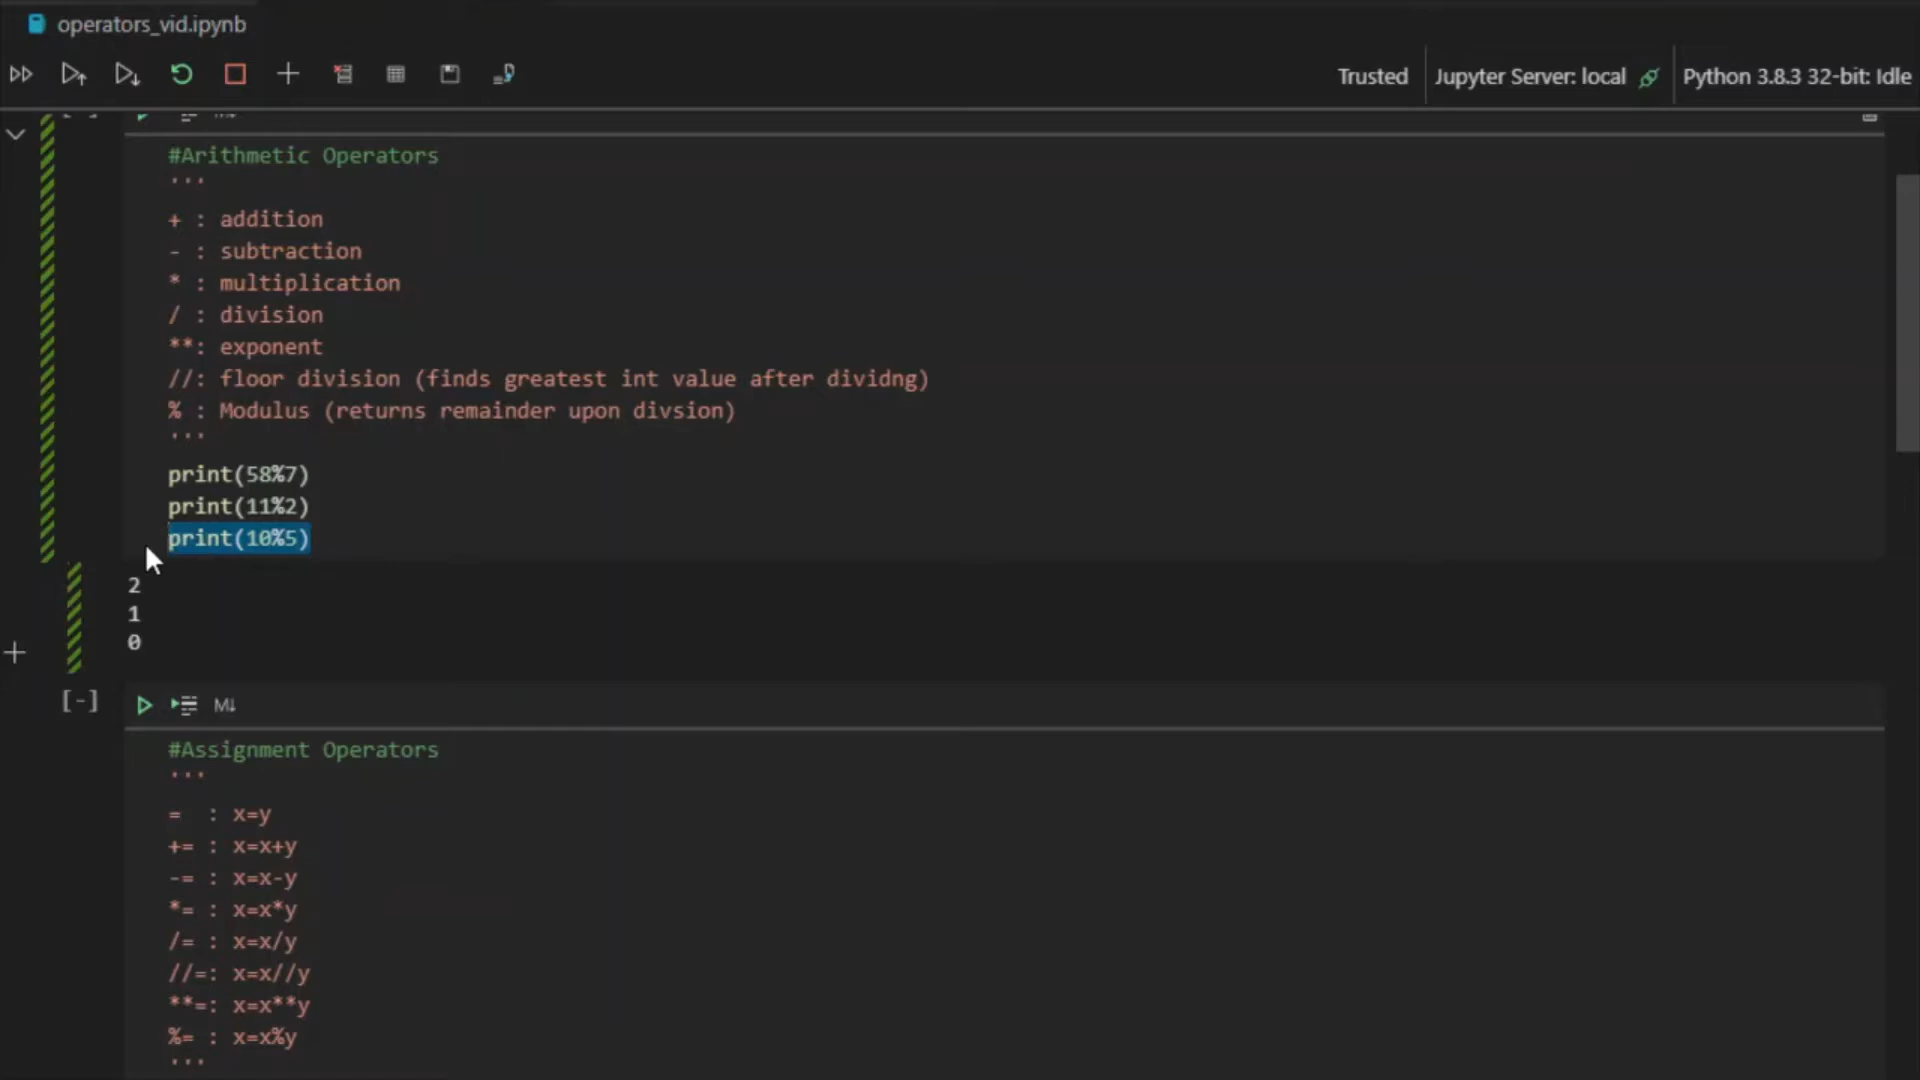 operators_vid.ipynb
Trusted
Jupyter Server: local
Python 3.8.3 32-bit: Idle
#Arithmetic Operators
'''
+ : addition
- : subtraction
* : multiplication
/ : division
**: exponent
//: floor division (finds greatest int value after dividng)
% : Modulus (returns remainder upon divsion)
'''
print(58%7)
print(11%2)
print(10%5)
2
1
0
[-]
M↓
#Assignment Operators
'''
=  : x=y
+= : x=x+y
-= : x=x-y
*= : x=x*y
/= : x=x/y
//=: x=x//y
**=: x=x**y
%= : x=x%y
'''